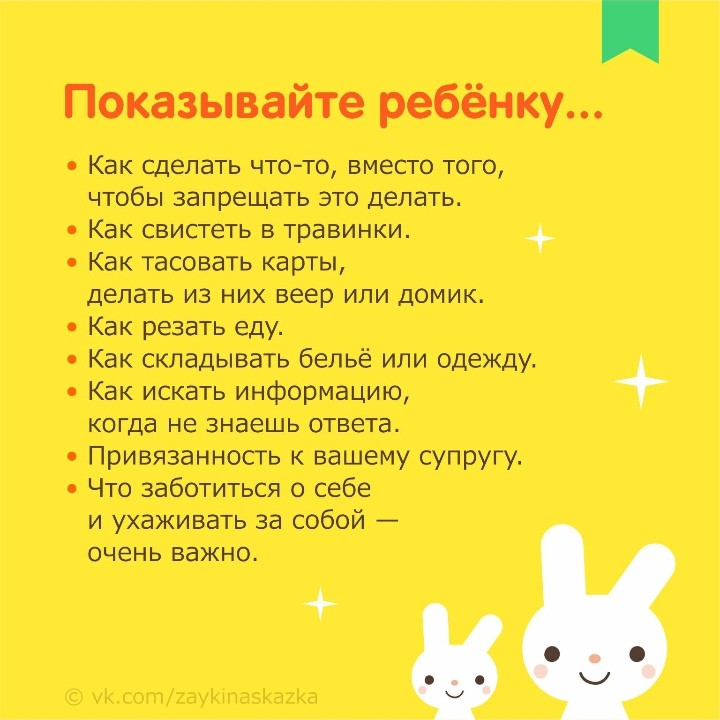 Показывайте ребёнку...
• Как сделать что-то, вместо того,
чтобы запрещать это делать.
• Как свистеть в травинки.
• Как тасовать карты,
делать из них веер или домик.
• Как резать еду.
• Как складывать бельё или одежду.
• Как искать информацию,
когда не знаешь ответа.
• Привязанность к вашему супругу.
• Что заботиться о себе
и ухаживать за собой —
очень важно.
© vk.com/zaykinaskazka